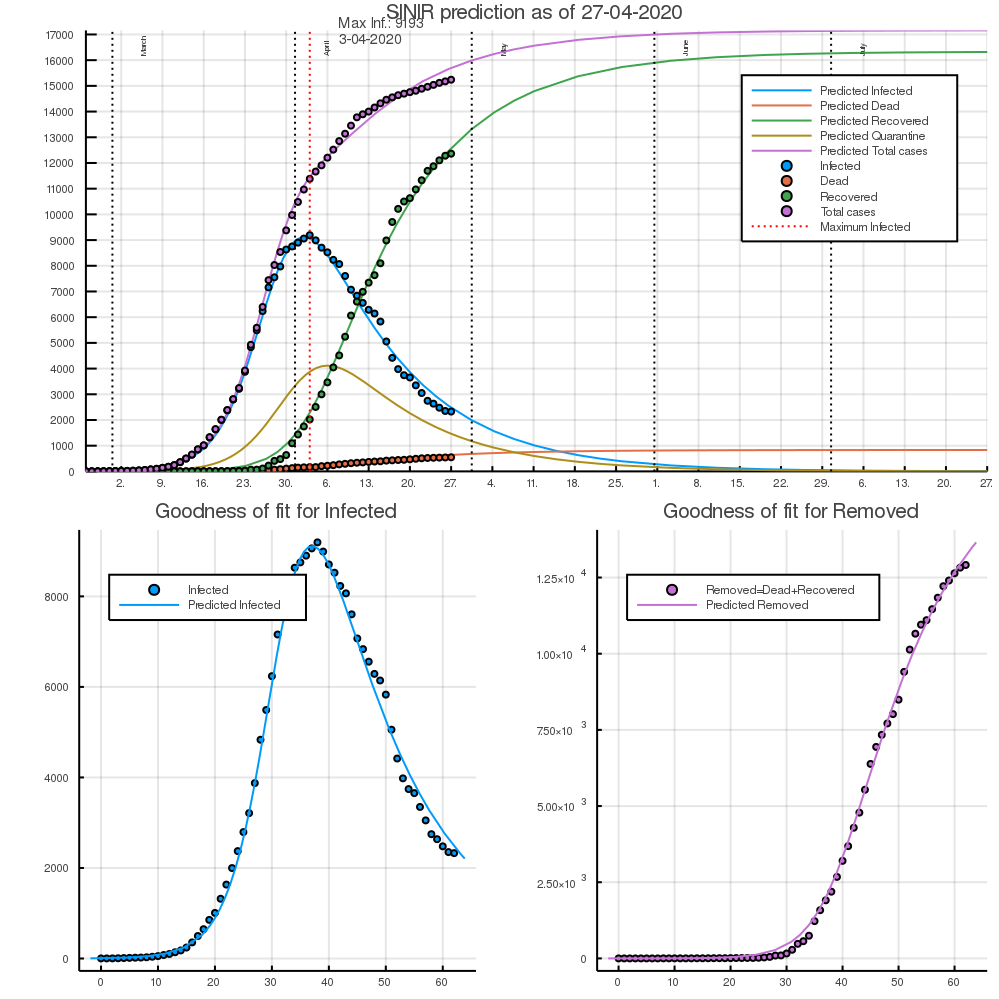 SINIR prediction as of 27-04-2020
Max Inf.: 9193
3-04-2020
March
April
May
June
July
17000
16000
15000
14000
13000
12000
11000
10000
9000
8000
7000
6000
5000
4000
3000
2000
1000
0
Predicted Infected
Predicted Dead
Predicted Recovered
Predicted Quarantine
Predicted Total cases
Infected
Dead
Recovered
Total cases
Maximum Infected
2. 9. 16. 23. 30. 6. 13. 20. 27. 4. 11. 18. 25. 1. 8. 15. 22. 29. 6. 13. 20. 27.
Goodness of fit for Infected
8000
6000
4000
2000
0
Infected
Predicted Infected
0 10 20 30 40 50 60
Goodness of fit for Removed
1.25×10 4
1.00×10 4
7.50×10 3
5.00×10 3
2.50×10 3
0
Removed=Dead+Recovered
Predicted Removed
0 10 20 30 40 50 60